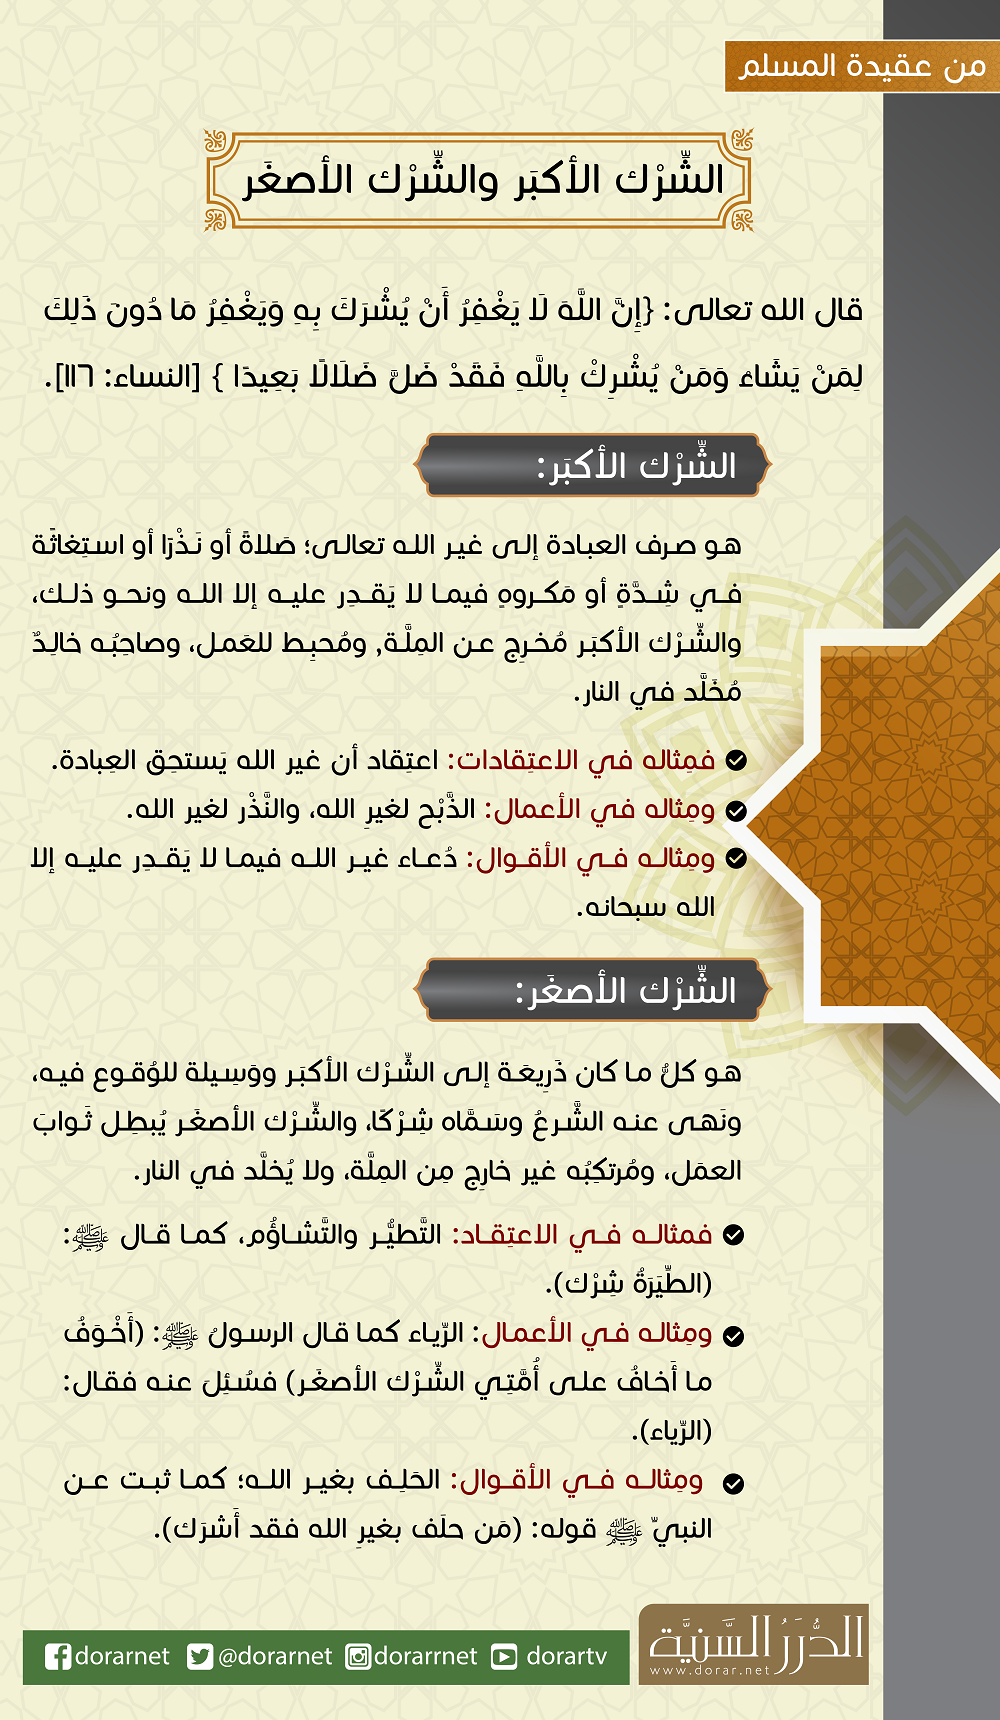 من عقيدة المسلم
الشِّرْك الأكبَر والشِّرْك الأصغَر
قال الله تعالى: {إِنَّ اللَّهَ لَا يَغْفِرُ أَنْ يُشْرَكَ بِهِ وَيَغْفِرُ مَا دُونَ ذَلِكَ
لِمَنْ يَشَاءُ وَمَنْ يُشْرِكْ بِاللَّهِ فَقَدْ ضَلَّ ضَلَالًا بَعِيدًا } [النساء: ١١٦].
الشِّرْك الأكبَر:
هو صرف العبادة إلى غير الله تعالى؛ صَلاةً أو نَذْرًا أو استِغاثَة
في شِدَّةٍ أو مَكروهٍ فيما لا يَقدِر عليه إلا الله ونحو ذلك،
والشِّرْك الأكبَر مُخرِج عن المِلَّة, ومُحبِط للعَمل، وصاحِبُه خالِدٌ
مُخَلَّد في النار.
فمِثاله في الاعتِقادات: اعتِقاد أن غير الله يَستحِق العِبادة.
ومِثاله في الأعمال: الذَّبْح لغيرِ الله، والنَّذْر لغير الله.
ومِثاله في الأقوال: دُعاء غير الله فيما لا يَقدِر عليه إلا
الله سبحانه.
الشِّرْك الأصغَر:
هو كلُّ ما كان ذَرِيعَة إلى الشِّرْك الأكبَر ووَسِيلة للوُقوع فيه،
ونَهى عنه الشَّرعُ وسَمَّاه شِرْكًا، والشِّرْك الأصغَر يُبطِل ثَوابَ
العمَل، ومُرتكِبُه غير خارِج مِن المِلَّة، ولا يُخلَّد في النار.
فمثاله في الاعتِقاد: التَّطيُّر والتَّشاؤُم، كما قال ﷺ:
(الطِّيَرَةُ شِرْك).
ومِثاله في الأعمال: الرِّياء كما قال الرسولُ ﷺ: (أَخْوَفُ
ما أَخافُ على أُمَّتِي الشِّرْك الأصغَر) فسُئِلَ عنه فقال:
(الرِّياء).
ومِثاله في الأقوال: الحَلِف بغير الله؛ كما ثبت عن
النبيِّ ﷺ قوله: (مَن حلَف بغيرِ الله فقد أَشرَك).
الدُّرَرُ السَّنِيَّة
www.dorar.net
dorarnet @dorarnet dorarrnet dorartv